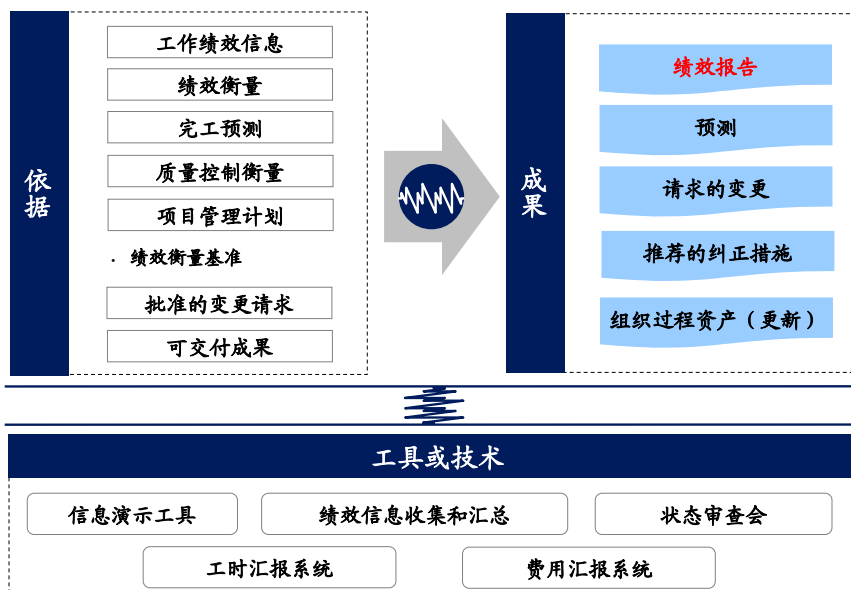 依据
工作绩效信息
绩效衡量
完工预测
质量控制衡量
项目管理计划
· 绩效衡量基准
批准的变更请求
可交付成果
成果
绩效报告
预测
请求的变更
推荐的纠正措施
组织过程资产（更新）
工具或技术
信息演示工具
绩效信息收集和汇总
状态审查会
工时汇报系统
费用汇报系统